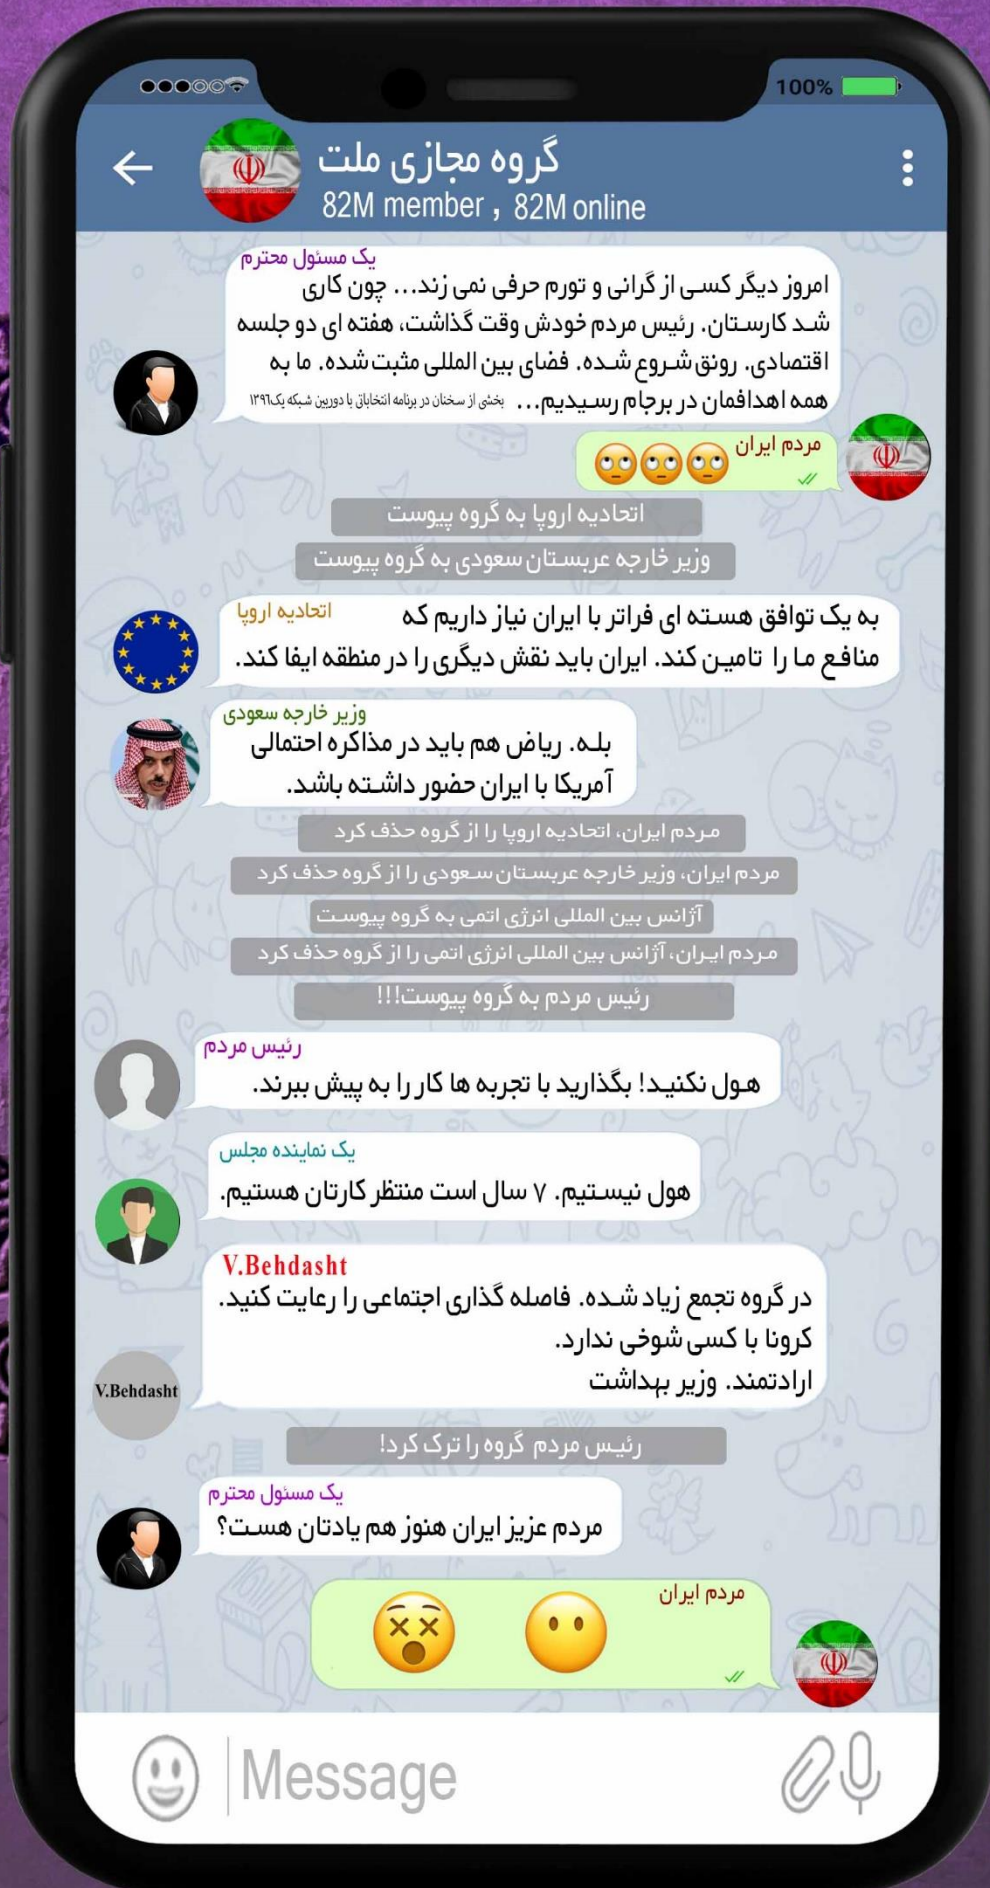 100%
گروه مجازی ملت
82M member , 82M online
یک مسئول محترم
امروز دیگر کسی از گرانی و تورم حرفی نمی زند... چون کاری
شد کارستان. رئیس مردم خودش وقت گذاشت، هفته ای دو جلسه
اقتصادی. رونق شروع شده. فضای بین المللی مثبت شده. ما به
همه اهدافمان در برجام رسیدیم... بخشی از سخنان در برنامه انتخاباتی با دوربین شبکه یک۱۳۹۶
مردم ایران
اتحادیه اروپا به گروه پیوست
وزیر خارجه عربستان سعودی به گروه پیوست
اتحادیه اروپا
به یک توافق هسته ای فراتر با ایران نیاز داریم که
منافع ما را تامین کند. ایران باید نقش دیگری را در منطقه ایفا کند.
وزیر خارجه سعودی
بله. ریاض هم باید در مذاکره احتمالی
آمریکا با ایران حضور داشته باشد.
مردم ایران، اتحادیه اروپا را از گروه حذف کرد
مردم ایران، وزیر خارجه عربستان سعودی را از گروه حذف کرد
آژانس بین المللی انرژی اتمی به گروه پیوست
مردم ایران، آژانس بین المللی انرژی اتمی را از گروه حذف کرد
رئیس مردم به گروه پیوست!!!
رئیس مردم
هول نکنید! بگذارید با تجربه ها کار را به پیش ببرند.
یک نماینده مجلس
هول نیستیم. ۷ سال است منتظر کارتان هستیم.
V.Behdasht
در گروه تجمع زیاد شده. فاصله گذاری اجتماعی را رعایت کنید.
کرونا با کسی شوخی ندارد.
ارادتمند. وزیر بهداشت
V.Behdasht
رئیس مردم گروه را ترک کرد!
یک مسئول محترم
مردم عزیز ایران هنوز هم یادتان هست؟
مردم ایران
Message